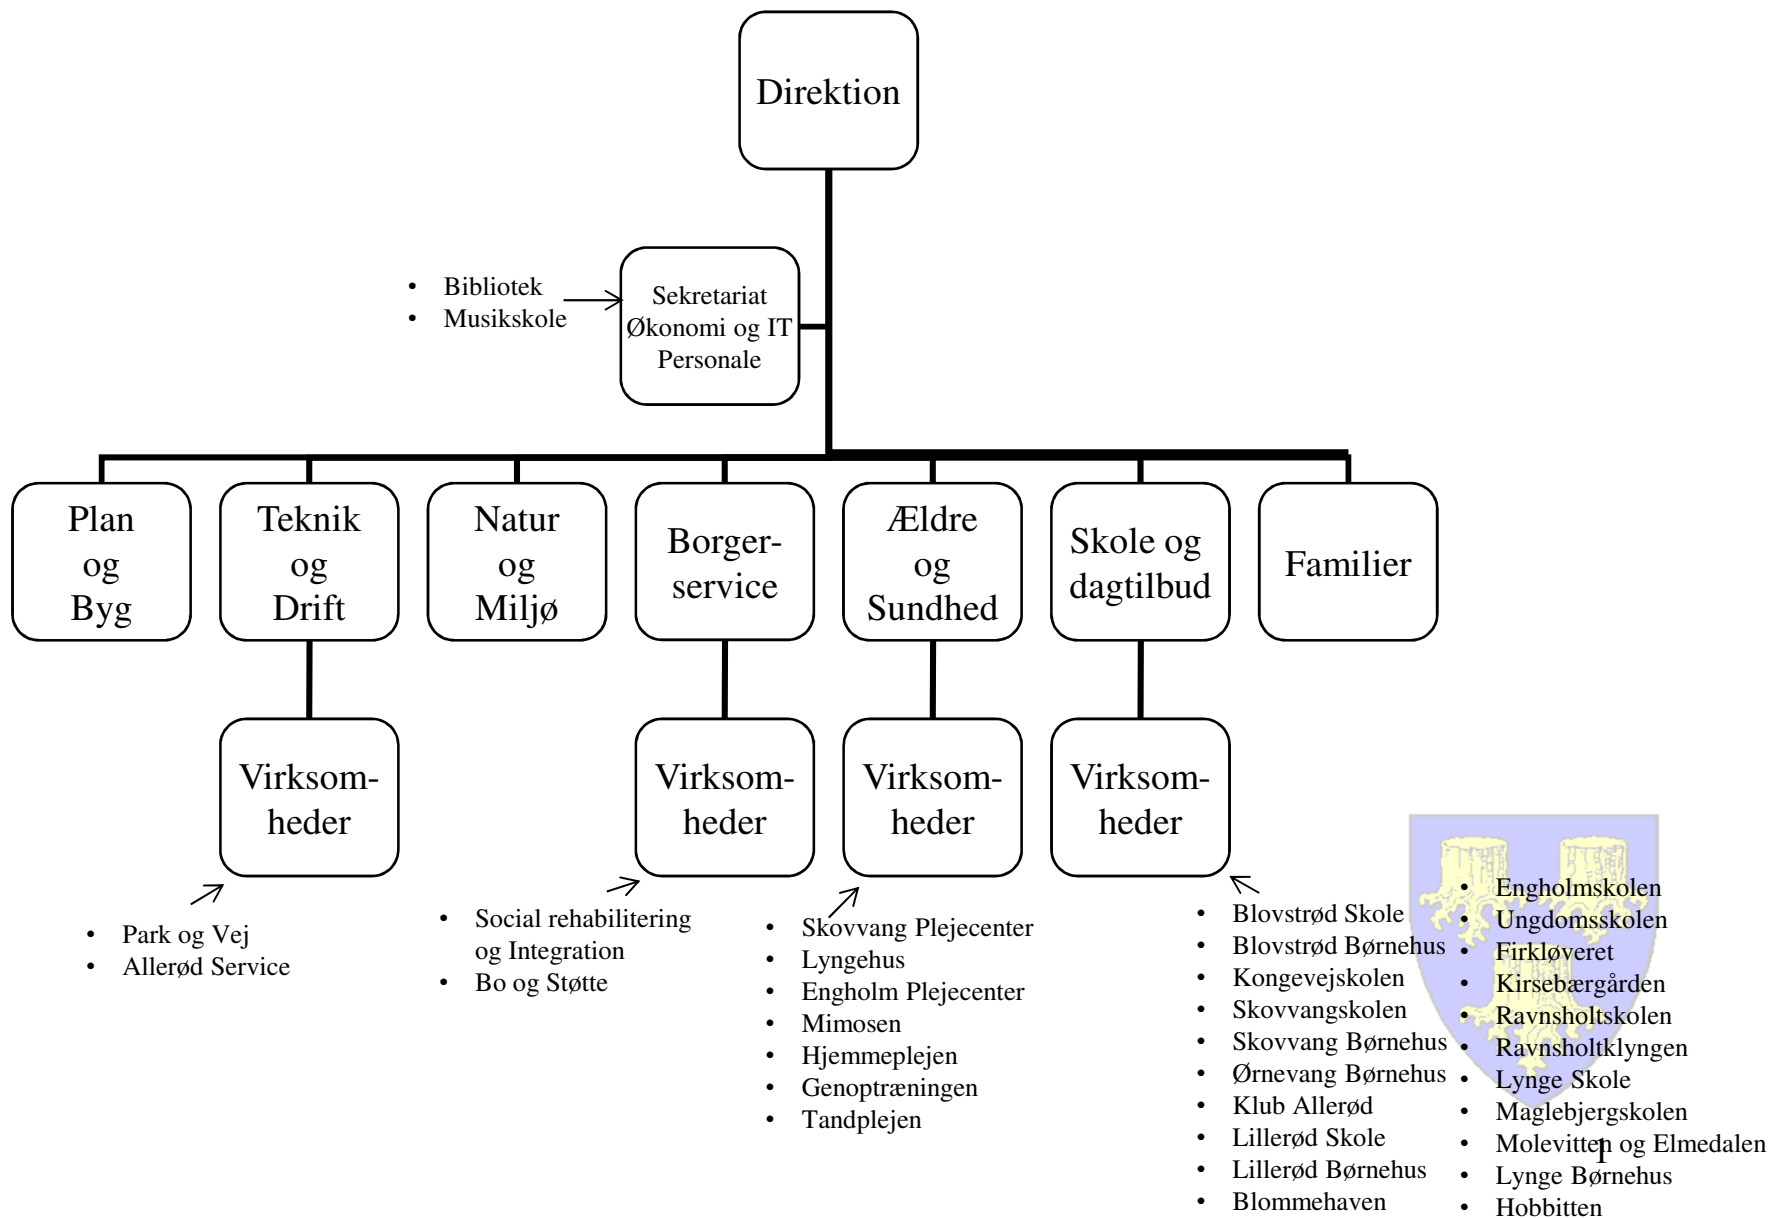 Direktion
• Bibliotek
• Musikskole
Sekretariat
Økonomi og IT
Personale
Plan
og
Byg
Teknik
og
Drift
Natur
og
Miljø
Borger-
service
Ældre
og
Sundhed
Skole og
dagtilbud
Familier
Virksom-
heder
Virksom-
heder
Virksom-
heder
Virksom-
heder
• Park og Vej
• Allerød Service
• Social rehabilitering
og Integration
• Bo og Støtte
• Skovvang Plejecenter
• Lyngehus
• Engholm Plejecenter
• Mimosen
• Hjemmeplejen
• Genoptræningen
• Tandplejen
• Blovstrød Skole
• Blovstrød Børnehus
• Kongevejskolen
• Skovvangskolen
• Skovvang Børnehus
• Ørnevang Børnehus
• Klub Allerød
• Lillerød Skole
• Lillerød Børnehus
• Blommehaven
• Engholmskolen
• Ungdomsskolen
• Firkløveret
• Kirsebærgården
• Ravnsholtskolen
• Ravnsholtklyngen
• Lynge Skole
• Maglebjergskolen
• Molevitten og Elmedalen
• Lynge Børnehus
• Hobbitten
1